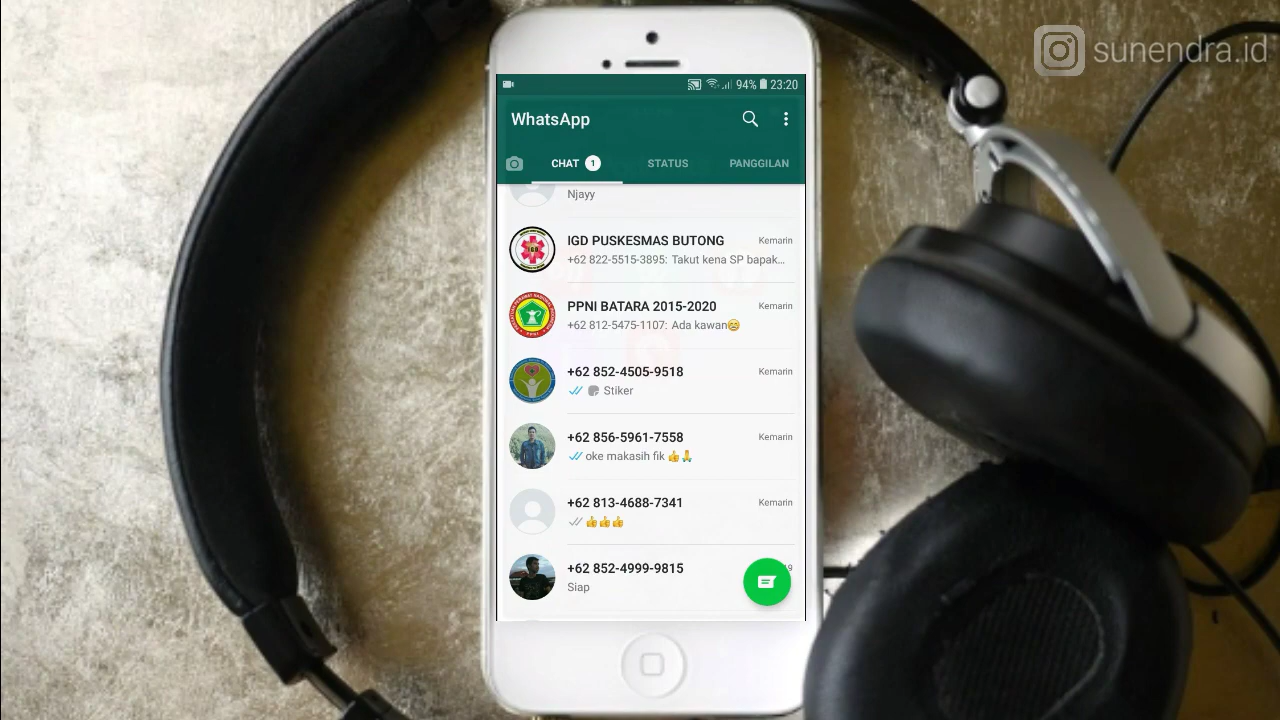 sunendra.id
94% 23:20
WhatsApp
CHAT 1 STATUS PANGGILAN
Njayy
IGD PUSKESMAS BUTONG Kemarin
+62 822-5515-3895: Takut kena SP bapak…
PPNI BATARA 2015-2020 Kemarin
+62 812-5475-1107: Ada kawan😄
+62 852-4505-9518 Kemarin
Stiker
+62 856-5961-7558 Kemarin
oke makasih fik 👍🙏
+62 813-4688-7341 Kemarin
👍👍👍
+62 852-4999-9815
Siap
IGD
PPNI